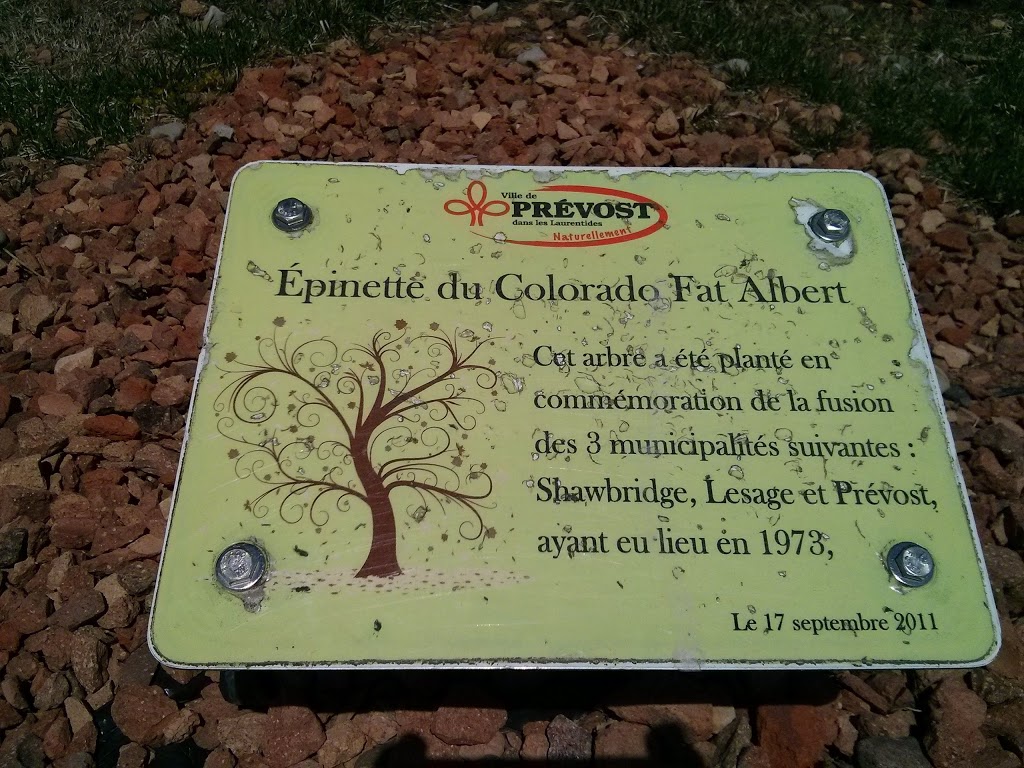 Ville de
PRÉVOST
dans les Laurentides
Naturellement
Épinette du Colorado Fat Albert
Cet arbre a été planté en
commémoration de la fusion
des 3 municipalités suivantes :
Shawbridge, Lesage et Prévost,
ayant eu lieu en 1973,
Le 17 septembre 2011